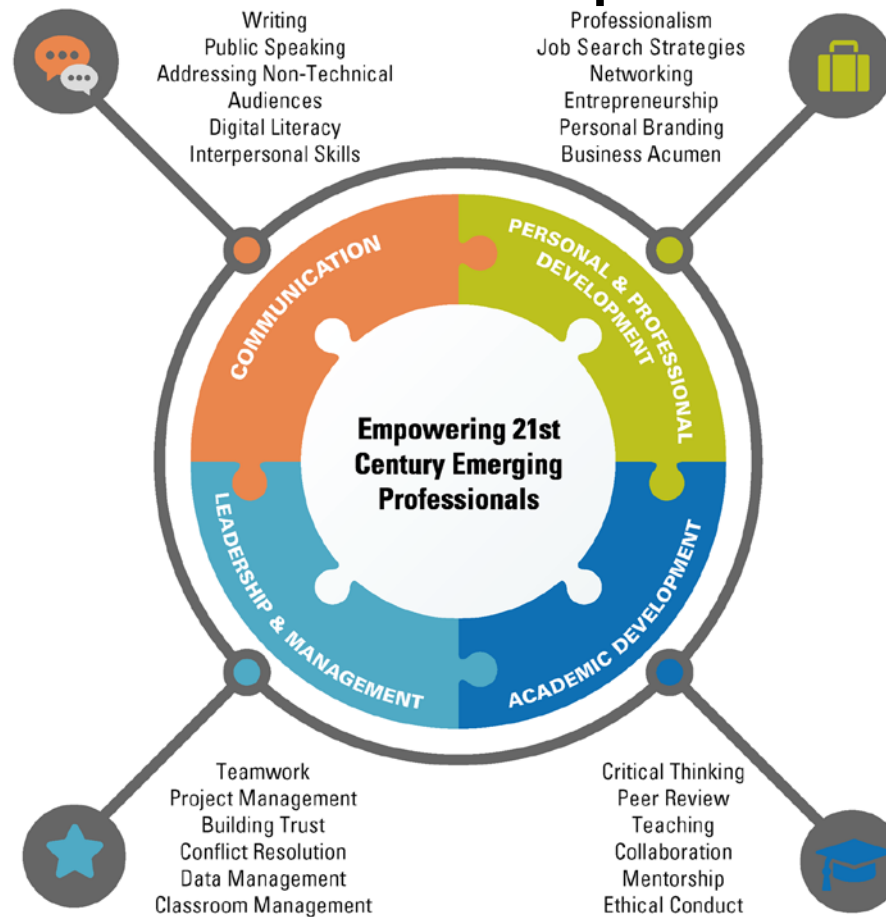 Writing
Public Speaking
Addressing Non-Technical
Audiences
Digital Literacy
Interpersonal Skills
Professionalism
Job Search Strategies
Networking
Entrepreneurship
Personal Branding
Business Acumen
COMMUNICATION
PERSONAL & PROFESSIONAL
DEVELOPMENT
Empowering 21st
Century Emerging
Professionals
LEADERSHIP & MANAGEMENT
ACADEMIC DEVELOPMENT
Teamwork
Project Management
Building Trust
Conflict Resolution
Data Management
Classroom Management
Critical Thinking
Peer Review
Teaching
Collaboration
Mentorship
Ethical Conduct